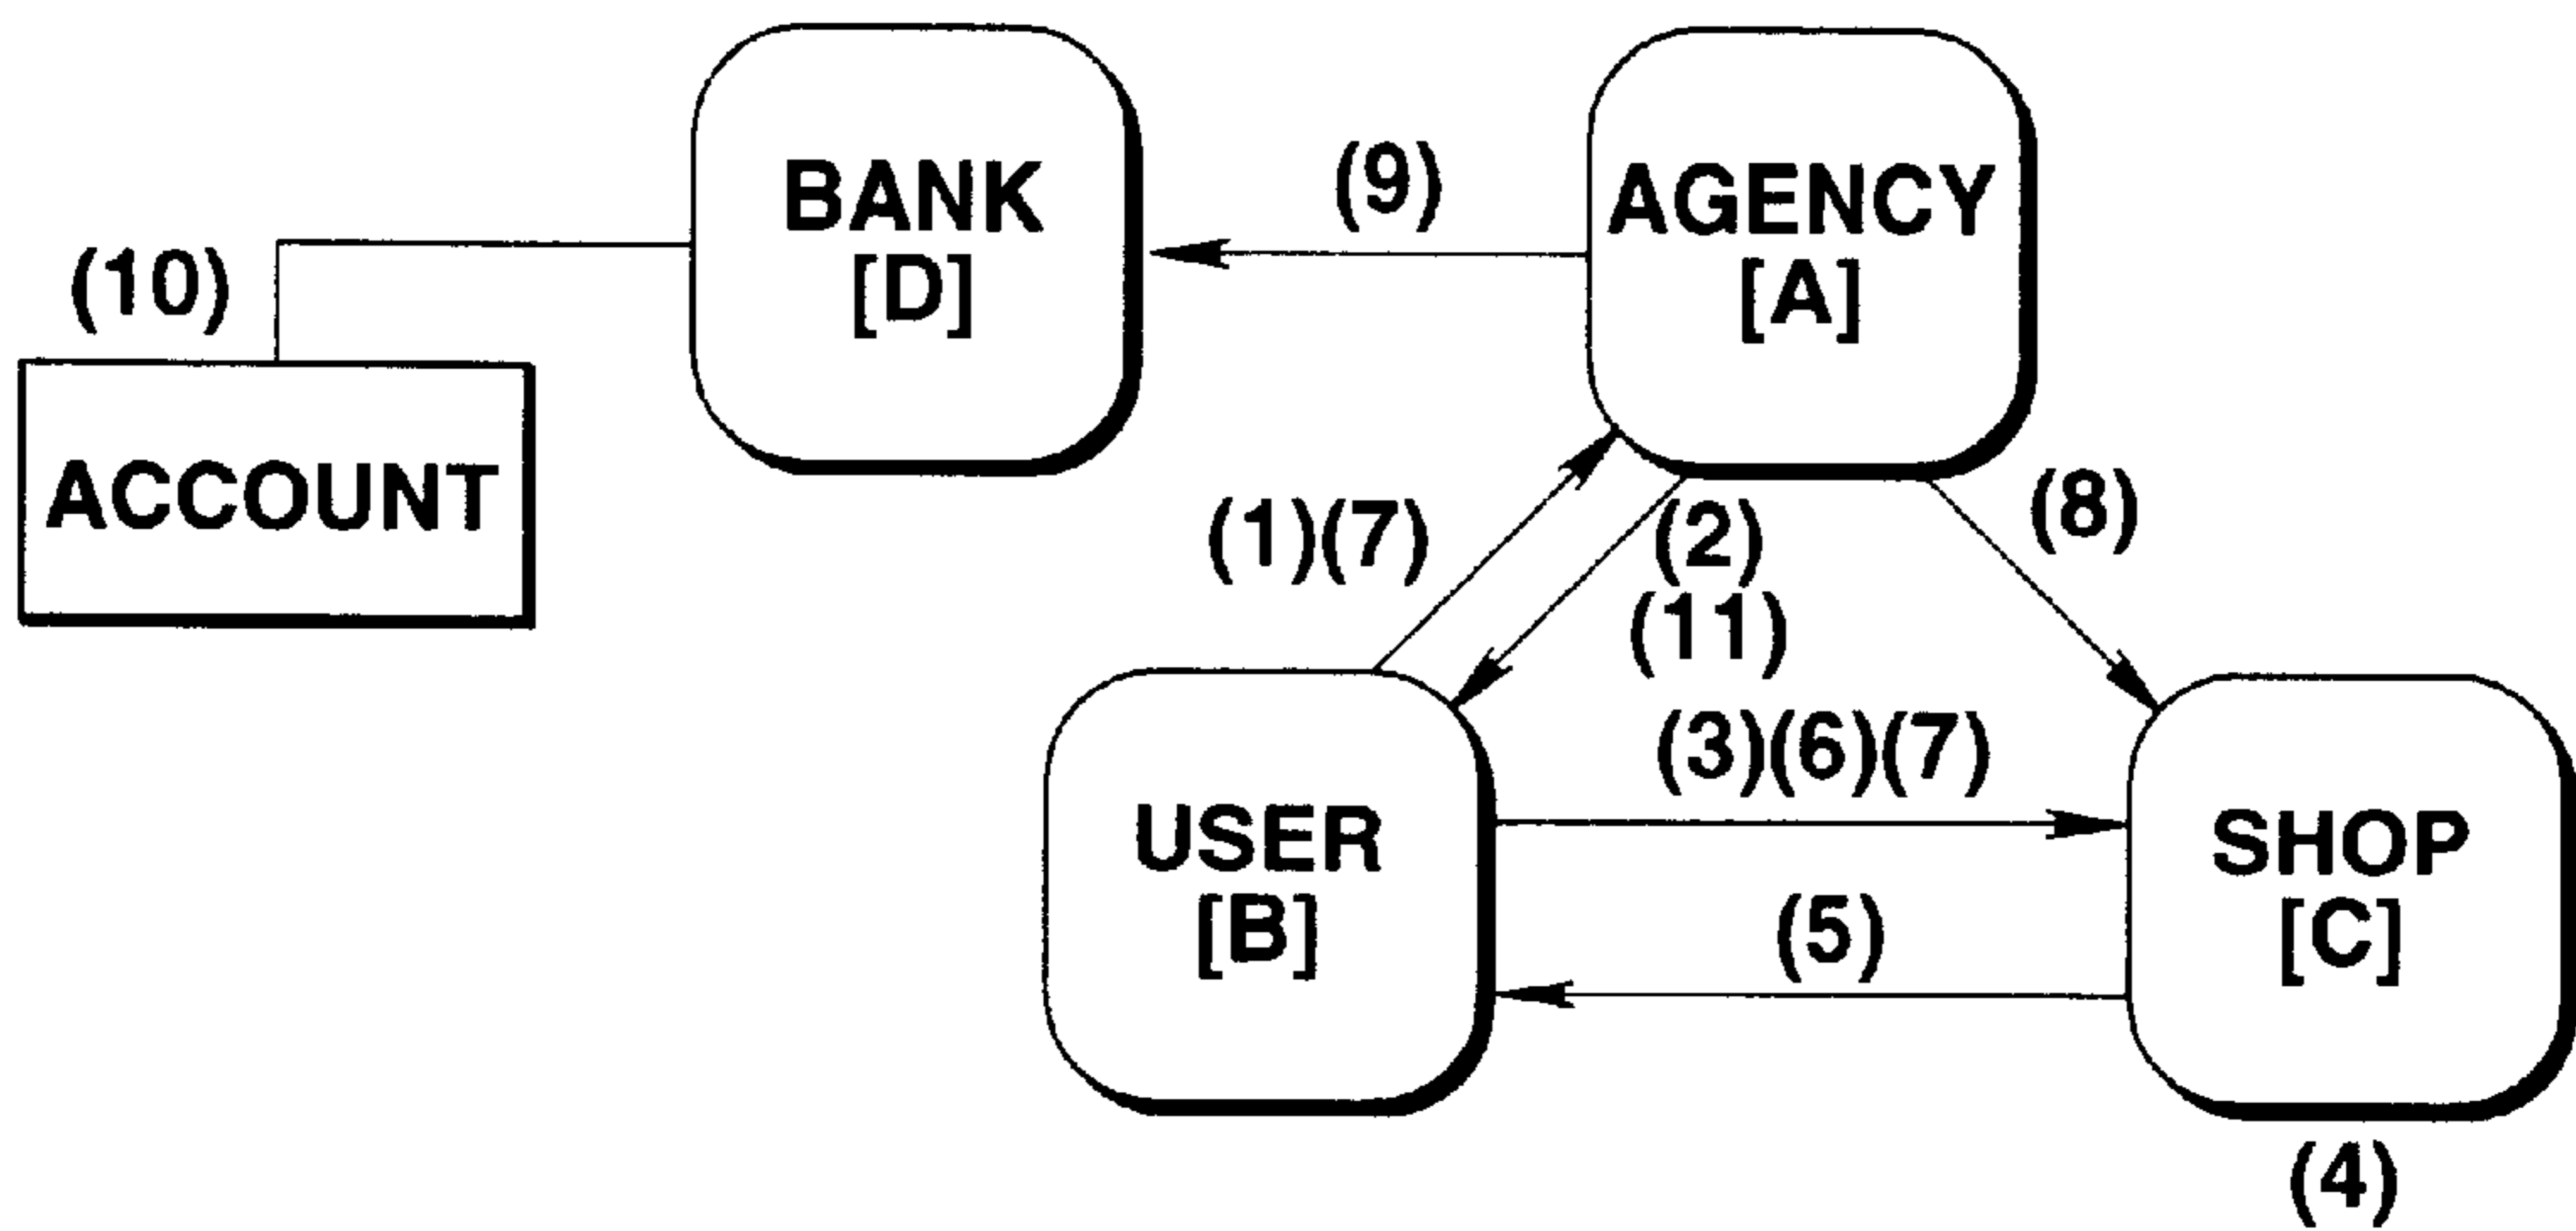 BANK
[D]
(9)
AGENCY
[A]
(10)
ACCOUNT
(1)(7)
(2)
(11)
(8)
(3)(6)(7)
USER
[B]
(5)
SHOP
[C]
(4)